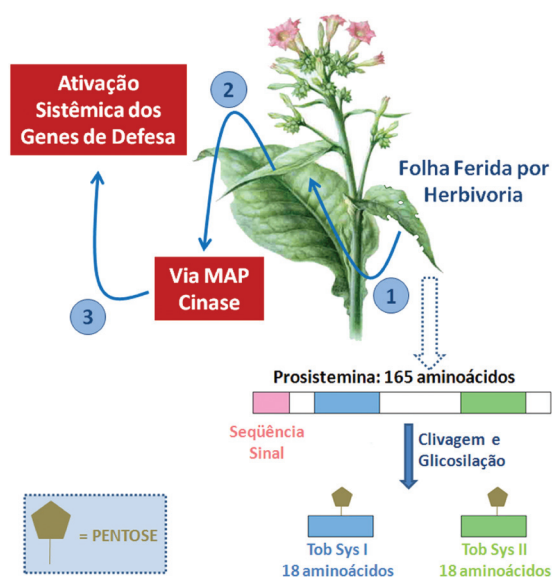 Ativação
Sistêmica dos
Genes de Defesa
2
Folha Ferida por
Herbivoria
Via MAP
Cinase
1
3
Prosistemina: 165 aminoácidos
Seqüência
Sinal
Clivagem e
Glicosilação
= PENTOSE
Tob Sys I
18 aminoácidos
Tob Sys II
18 aminoácidos